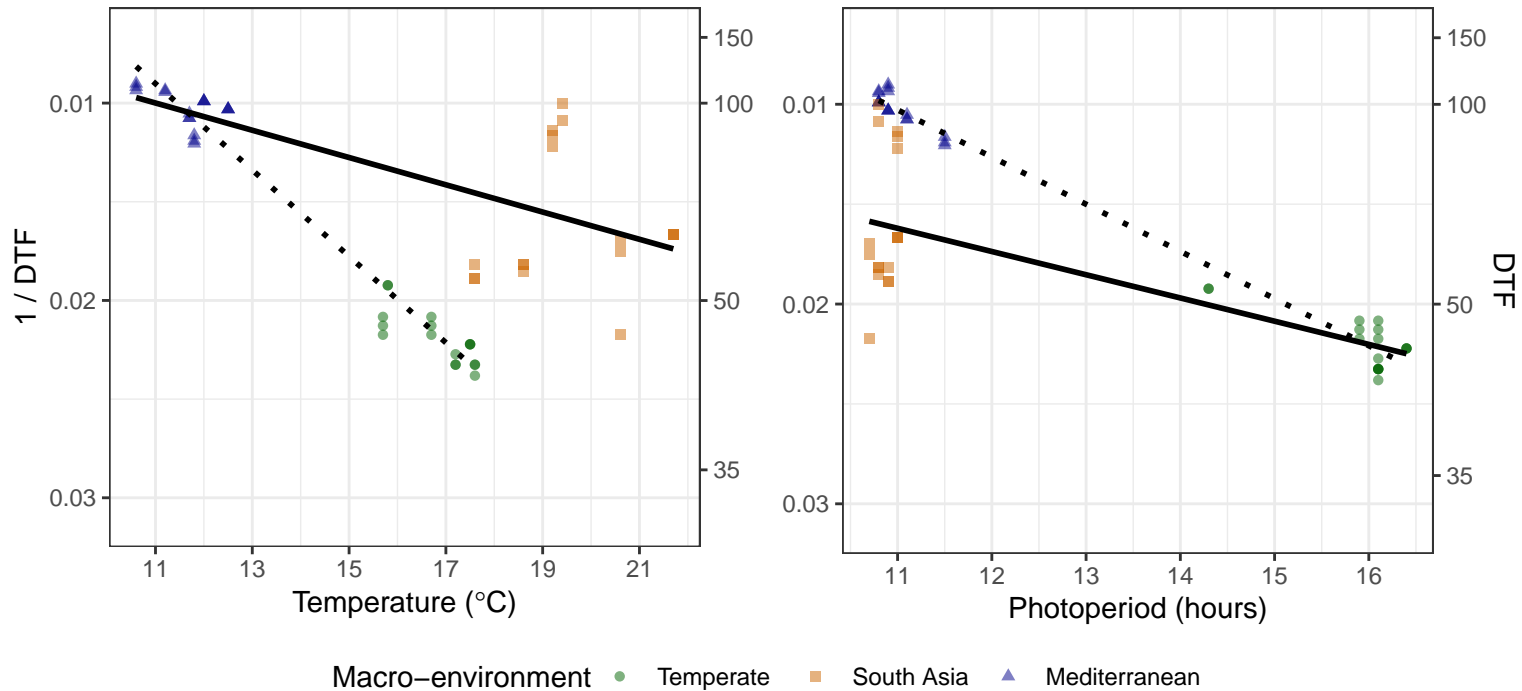 1 / DTF
0.01
0.02
0.03
150
100
50
35
11 13 15 17 19 21
Temperature (°C)
0.01
0.02
0.03
150
100
50
35
DTF
11 12 13 14 15 16
Photoperiod (hours)
Macro−environment Temperate South Asia Mediterranean